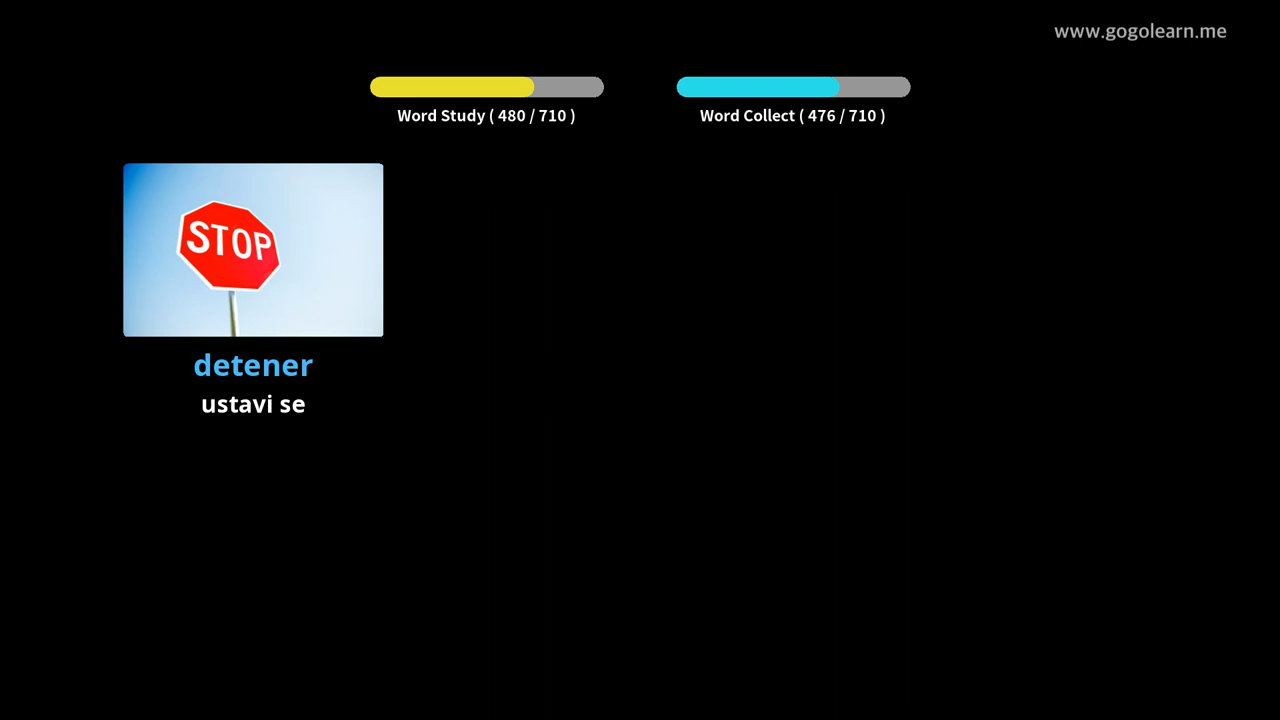 www.gogolearn.me
Word Study ( 480 / 710 )
Word Collect ( 476 / 710 )
STOP
detener
ustavi se